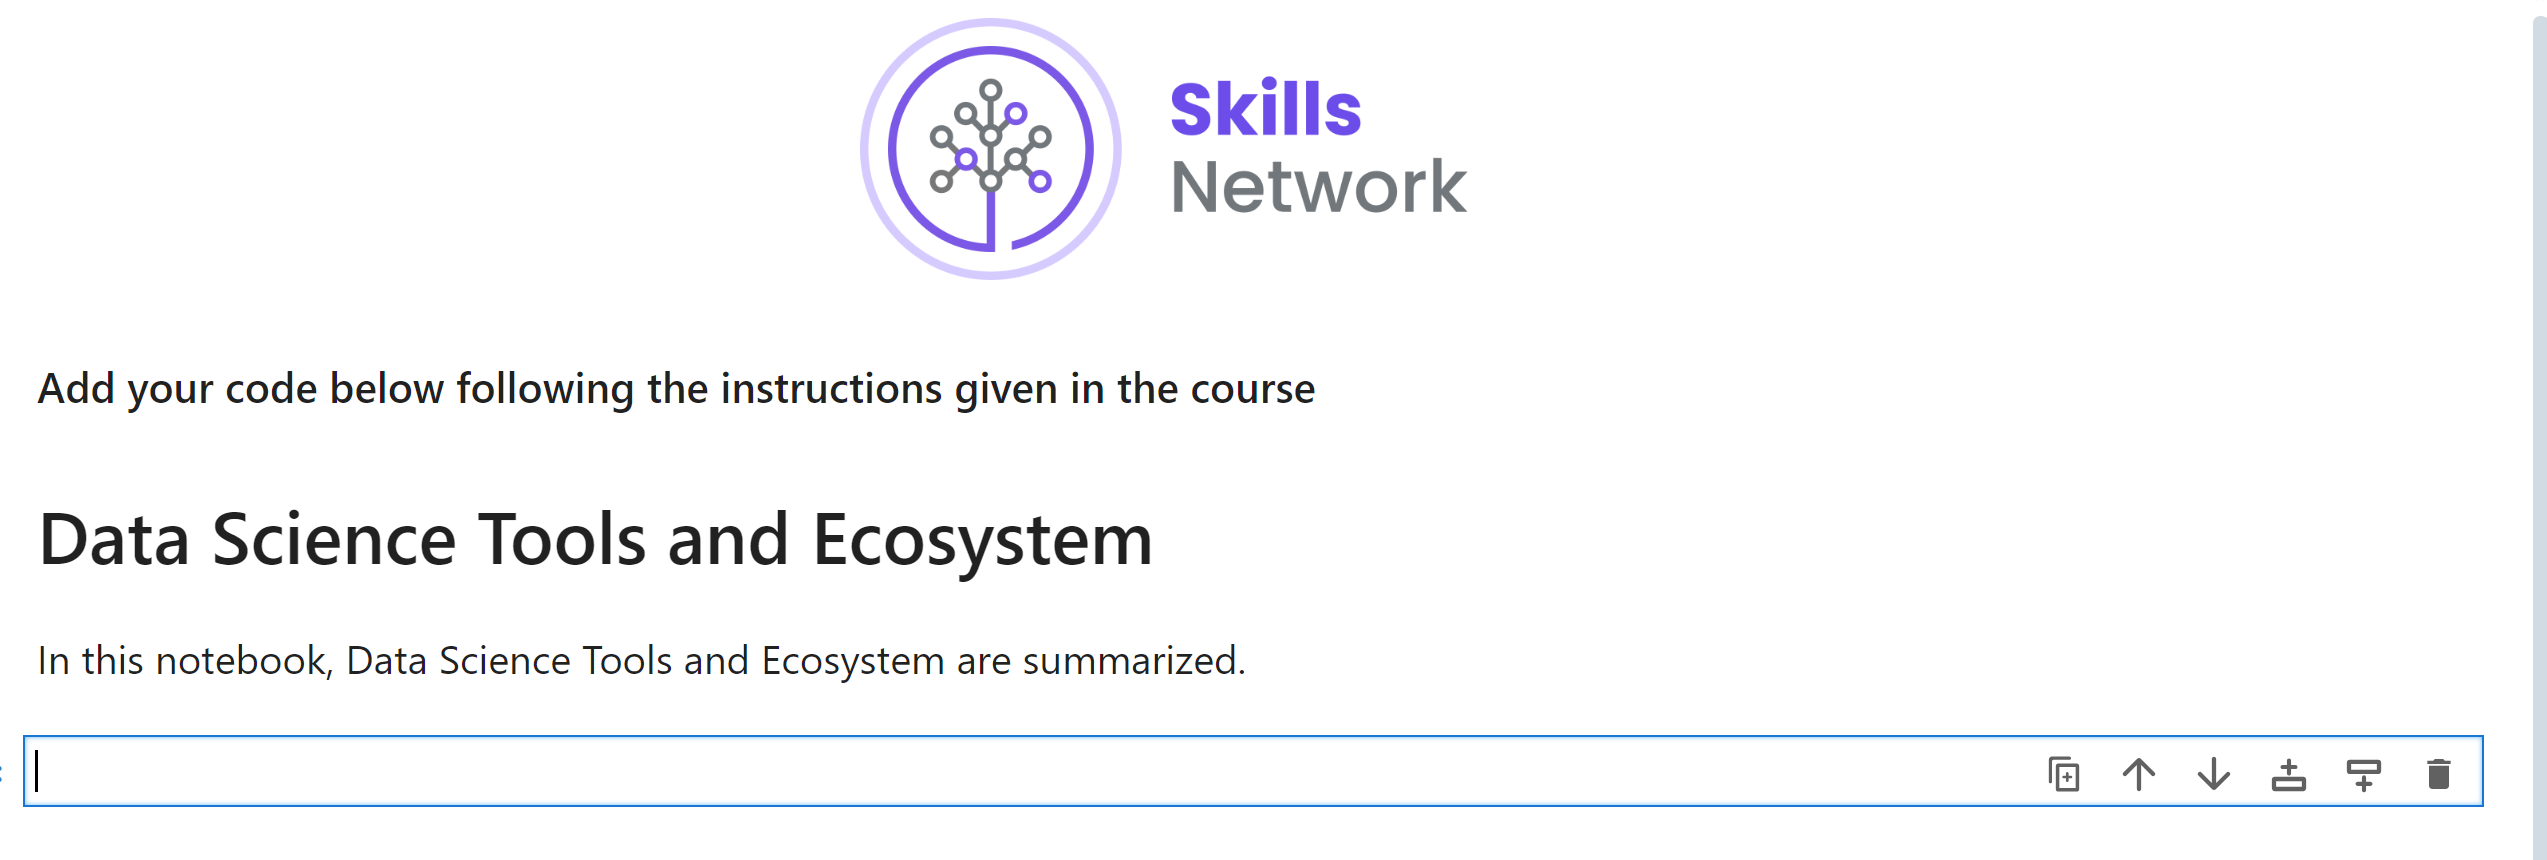 Skills
Network
Add your code below following the instructions given in the course
Data Science Tools and Ecosystem
In this notebook, Data Science Tools and Ecosystem are summarized.